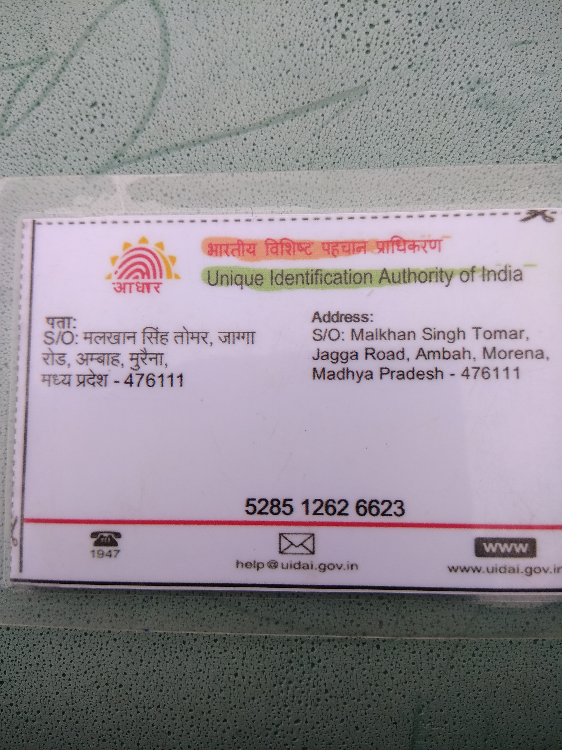 आधार
भारतीय विशिष्ट पहचान प्राधिकरण
Unique Identification Authority of India
पता:
S/O: मलखान सिंह तोमर, जाग्गा
रोड, अम्बाह, मुरैना,
मध्य प्रदेश - 476111
Address:
S/O: Malkhan Singh Tomar,
Jagga Road, Ambah, Morena,
Madhya Pradesh - 476111
5285 1262 6623
1947
help@uidai.gov.in
WWW
www.uidai.gov.in